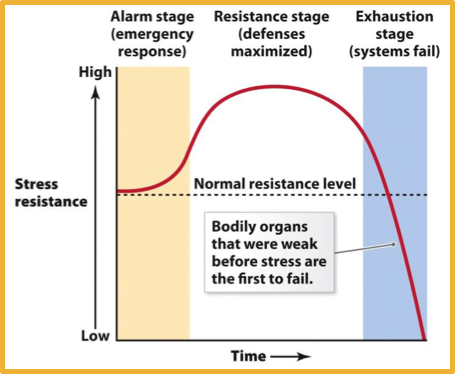 Alarm stage
(emergency
response)
Resistance stage
(defenses
maximized)
Exhaustion
stage
(systems fail)
High
Stress
resistance
Normal resistance level
Bodily organs
that were weak
before stress are
the first to fail.
Low
Time